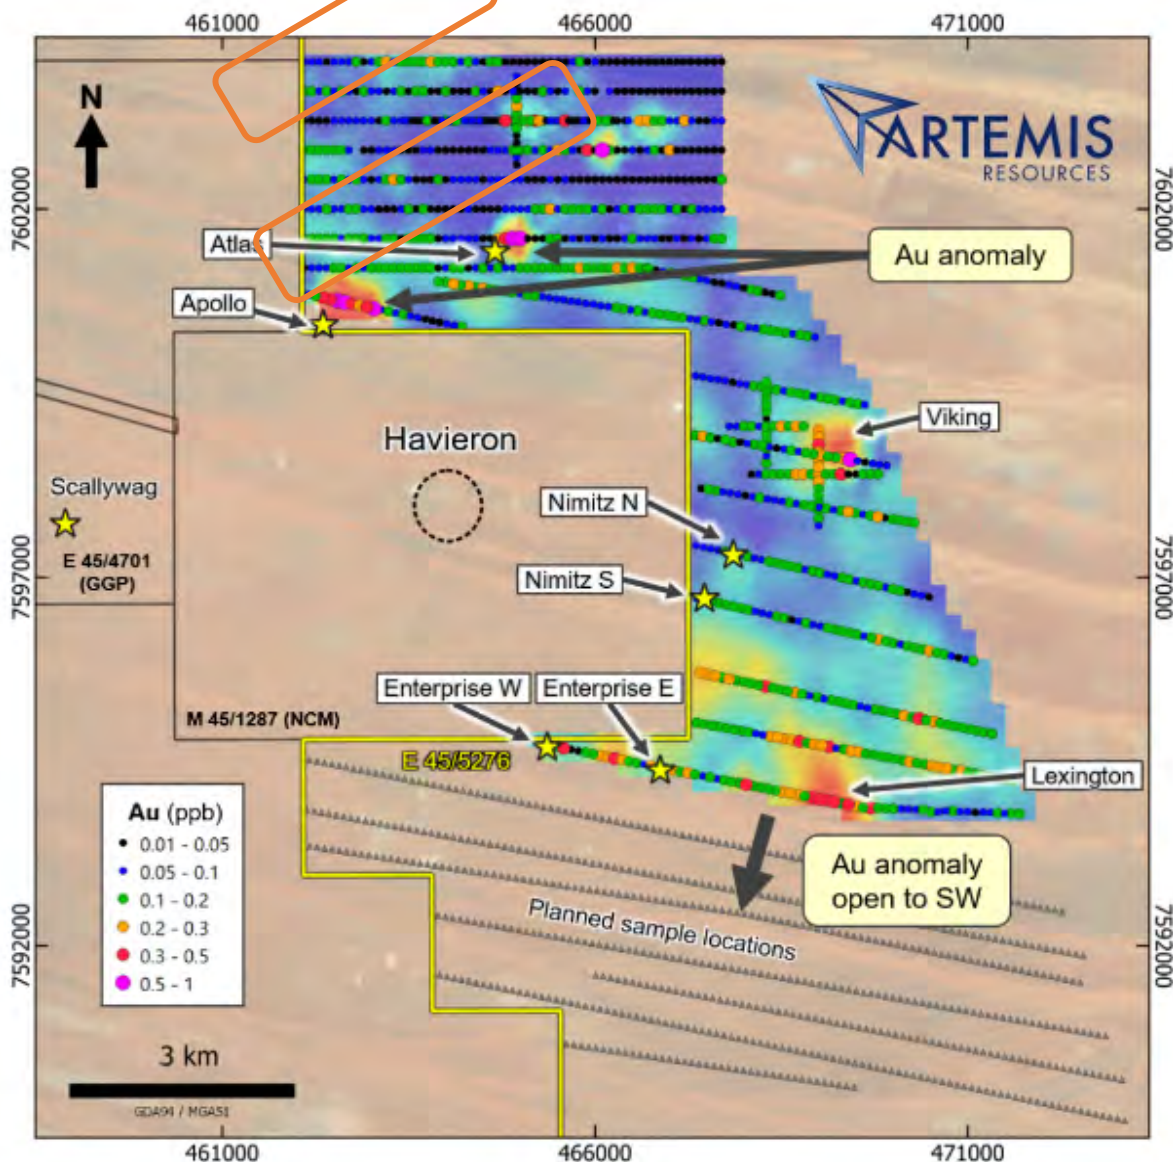 461000
466000
471000
N
ARTEMIS
RESOURCES
7602000
7602000
Atlas
Au anomaly
Apollo
Havieron
Viking
Scallywag
Nimitz N
E 45/4701
(GGP)
7597000
7597000
Nimitz S
Enterprise W
Enterprise E
M 45/1287 (NCM)
E 45/5276
Lexington
Au (ppb)
0.01 - 0.05
0.05 - 0.1
0.1 - 0.2
0.2 - 0.3
0.3 - 0.5
0.5 - 1
Au anomaly
open to SW
Planned sample locations
7592000
7592000
3 km
GDA94 / MGA51
461000
466000
471000